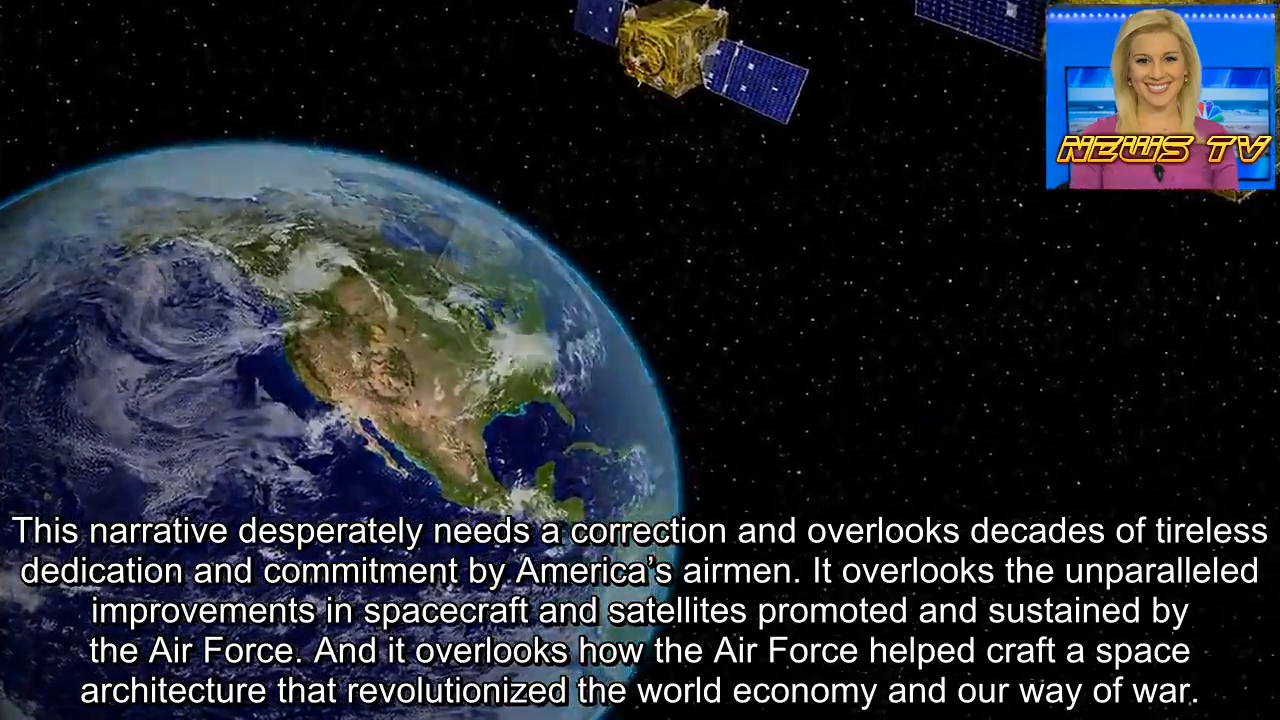 NEWS TV
This narrative desperately needs a correction and overlooks decades of tireless
dedication and commitment by America’s airmen. It overlooks the unparalleled
improvements in spacecraft and satellites promoted and sustained by
the Air Force. And it overlooks how the Air Force helped craft a space
architecture that revolutionized the world economy and our way of war.